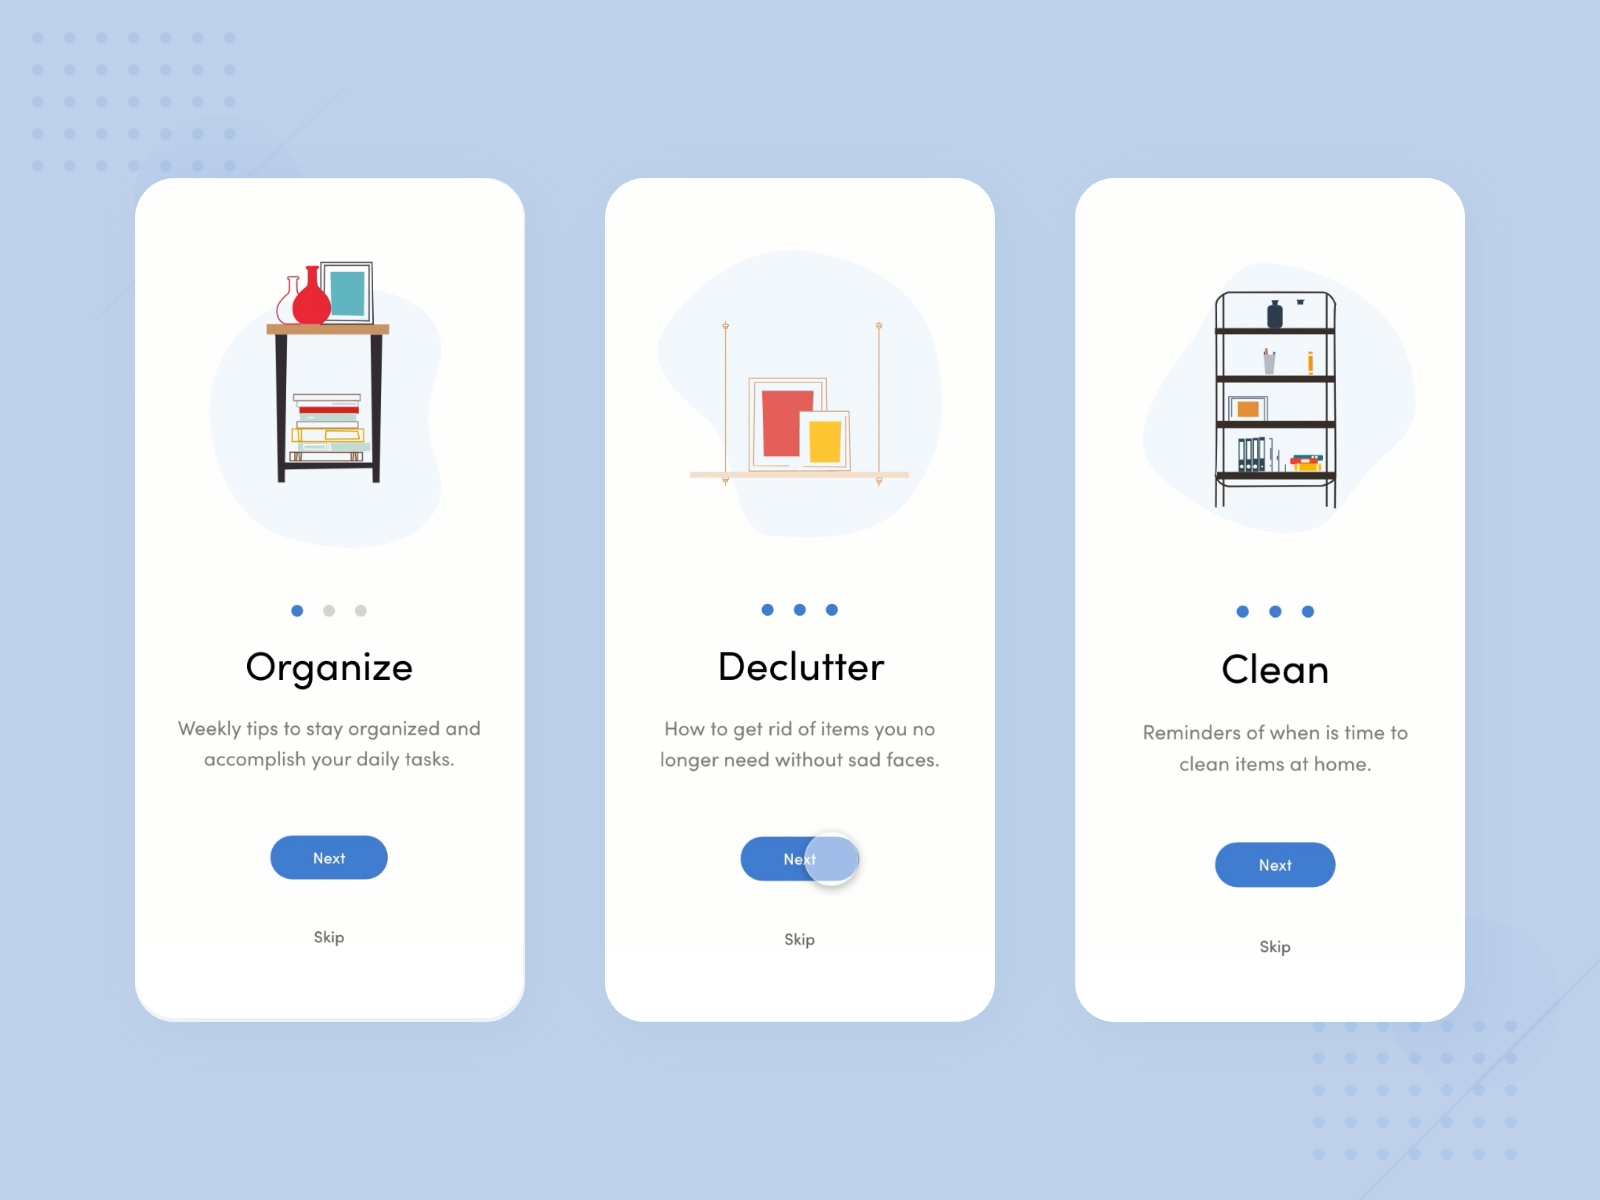 Organize
Weekly tips to stay organized and
accomplish your daily tasks.
Next
Skip
Declutter
How to get rid of items you no
longer need without sad faces.
Next
Skip
Clean
Reminders of when is time to
clean items at home.
Next
Skip